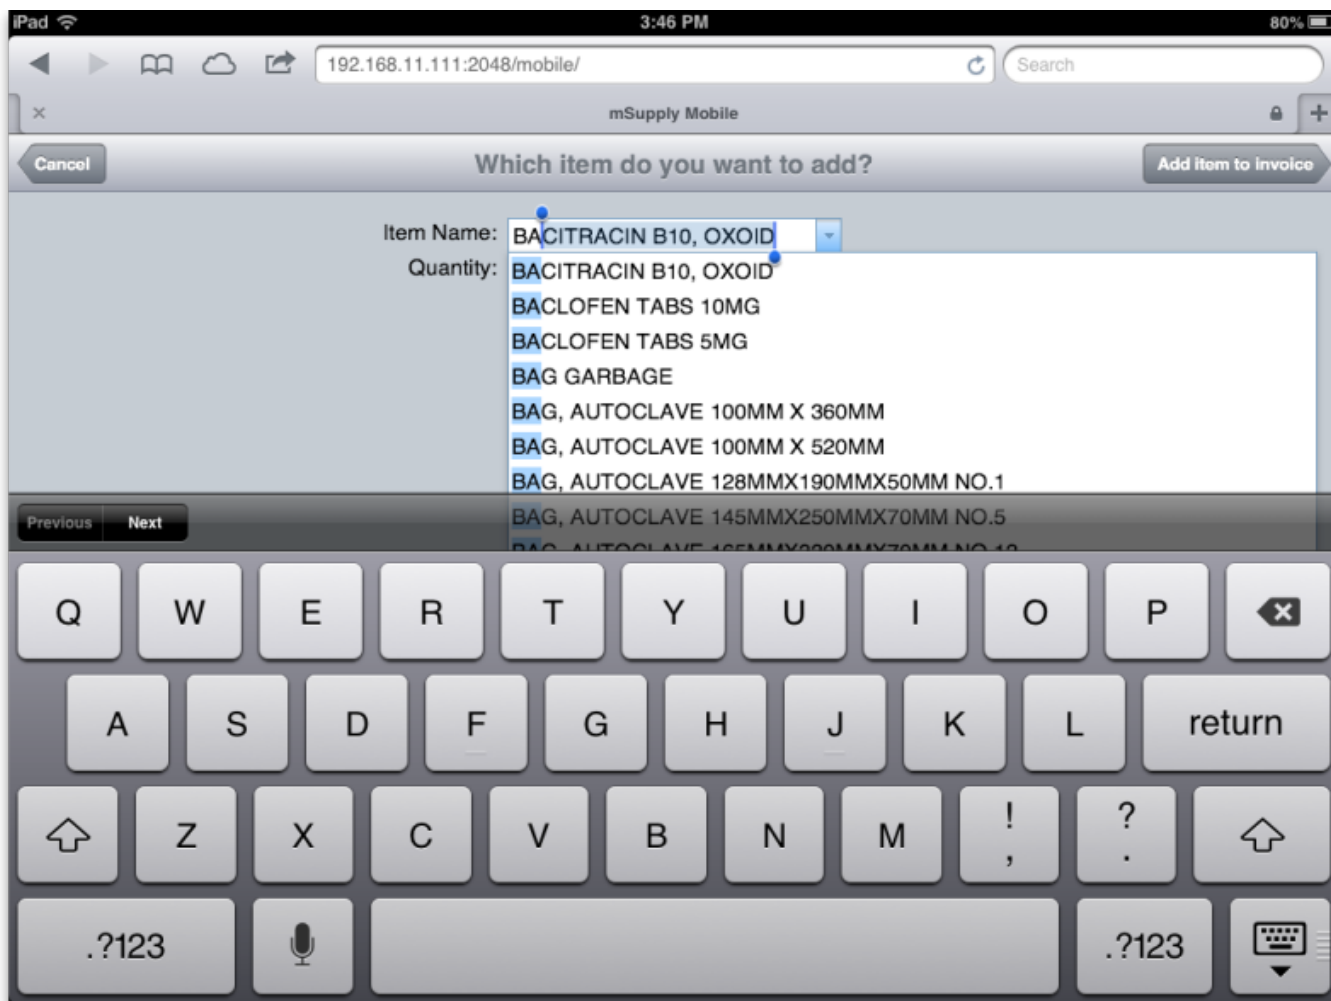 iPad 3:46 PM 80%
192.168.11.111:2048/mobile/ Search
mSupply Mobile
Cancel Which item do you want to add? Add item to invoice
Item Name: BACITRACIN B10, OXOID
Quantity: BACITRACIN B10, OXOID
BACLOFEN TABS 10MG
BACLOFEN TABS 5MG
BAG GARBAGE
BAG, AUTOCLAVE 100MM X 360MM
BAG, AUTOCLAVE 100MM X 520MM
BAG, AUTOCLAVE 128MMX190MMX50MM NO.1
Previous Next BAG, AUTOCLAVE 145MMX250MMX70MM NO.5
BAG, AUTOCLAVE
Q W E R T Y U I O P
A S D F G H J K L return
Z X C V B N M ! , ? .
.?123 .?123